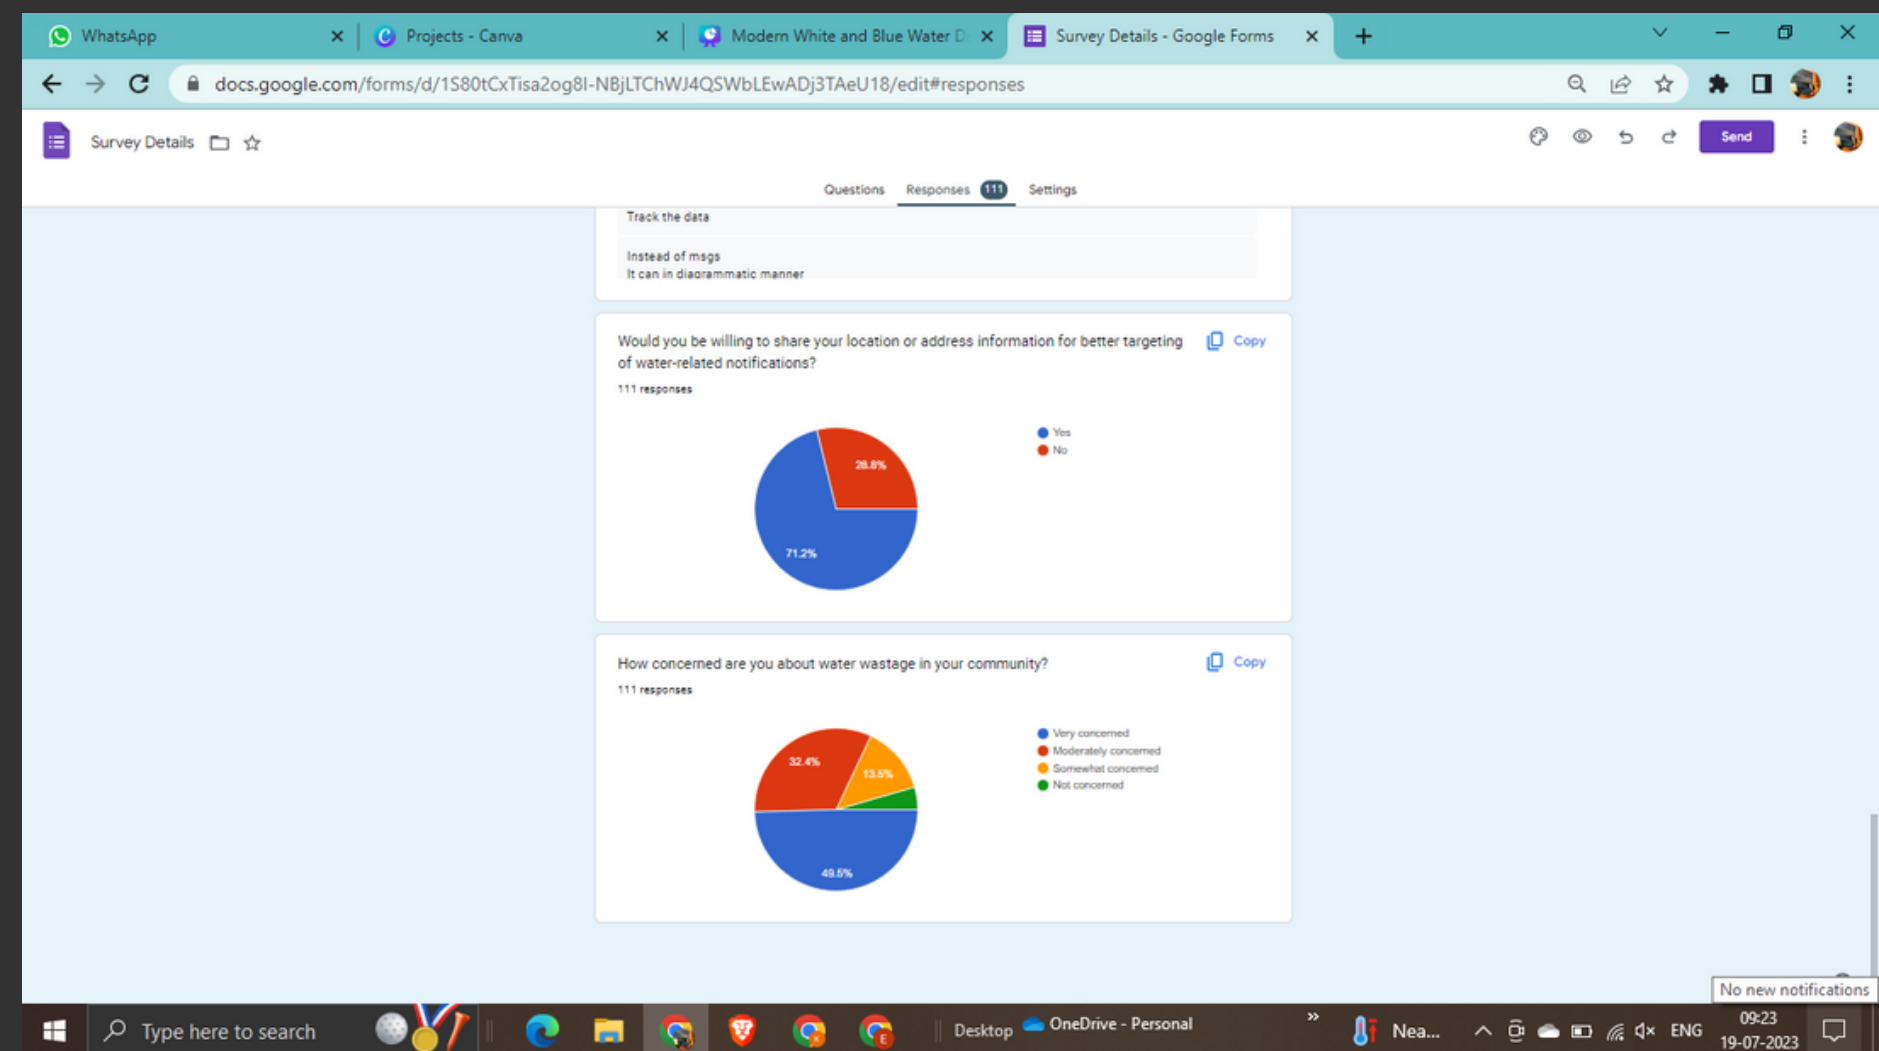 WhatsApp
Projects - Canva
Modern White and Blue Water D
Survey Details - Google Forms
docs.google.com/forms/d/1S80tCxTisa2og8I-NBjLTChWJ4QSWbLEwADj3TAeU18/edit#responses
Survey Details
Send
Questions Responses 111 Settings
Track the data
Instead of msgs
It can in diagrammatic manner
Would you be willing to share your location or address information for better targeting
of water-related notifications?
Copy
111 responses
Yes
No
28.8%
71.2%
How concerned are you about water wastage in your community?
Copy
111 responses
Very concerned
Moderately concerned
Somewhat concerned
Not concerned
32.4%
13.5%
49.5%
No new notifications
Type here to search
Desktop
OneDrive - Personal
Nea...
ENG
09:23
19-07-2023